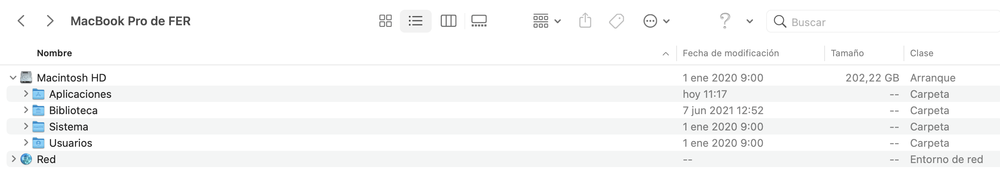 MacBook Pro de FER Buscar
Nombre Fecha de modificación Tamaño Clase
Macintosh HD 1 ene 2020 9:00 202,22 GB Arranque
Aplicaciones hoy 11:17 -- Carpeta
Biblioteca 7 jun 2021 12:52 -- Carpeta
Sistema 1 ene 2020 9:00 -- Carpeta
Usuarios 1 ene 2020 9:00 -- Carpeta
Red -- -- Entorno de red